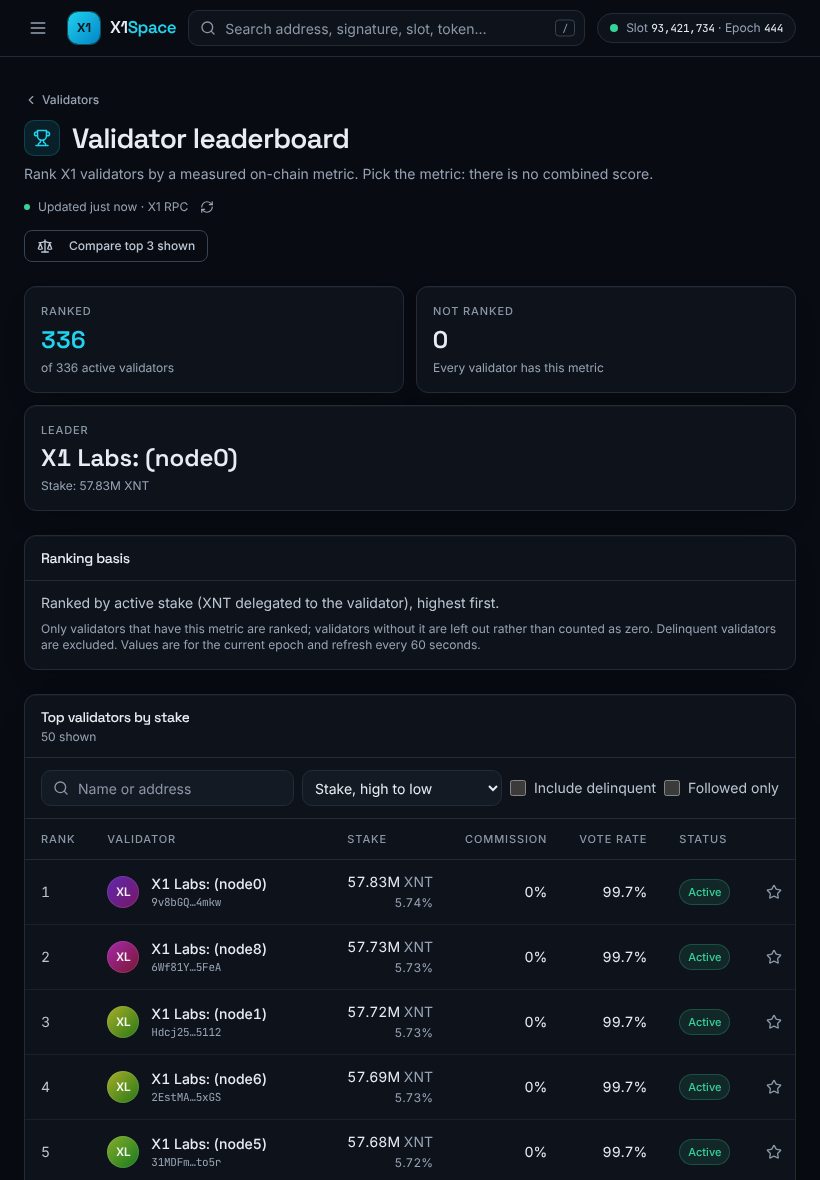 X1 X1Space Search address, signature, slot, token... / Slot 93,421,734 · Epoch 444
Validators
Validator leaderboard
Rank X1 validators by a measured on-chain metric. Pick the metric: there is no combined score.
Updated just now · X1 RPC
Compare top 3 shown
RANKED
336
of 336 active validators
NOT RANKED
0
Every validator has this metric
LEADER
X1 Labs: (node0)
Stake: 57.83M XNT
Ranking basis
Ranked by active stake (XNT delegated to the validator), highest first.
Only validators that have this metric are ranked; validators without it are left out rather than counted as zero. Delinquent validators
are excluded. Values are for the current epoch and refresh every 60 seconds.
Top validators by stake
50 shown
Name or address Stake, high to low Include delinquent Followed only
RANK VALIDATOR STAKE COMMISSION VOTE RATE STATUS
1 XL X1 Labs: (node0) 57.83M XNT 0% 99.7% Active
9v8bGQ…4mkw 5.74%
2 XL X1 Labs: (node8) 57.73M XNT 0% 99.7% Active
6Wf81Y…5FeA 5.73%
3 XL X1 Labs: (node1) 57.72M XNT 0% 99.7% Active
Hdcj25…5112 5.73%
4 XL X1 Labs: (node6) 57.69M XNT 0% 99.7% Active
2EstMA…5xGS 5.73%
5 XL X1 Labs: (node5) 57.68M XNT 0% 99.7% Active
31MDFm…to5r 5.72%